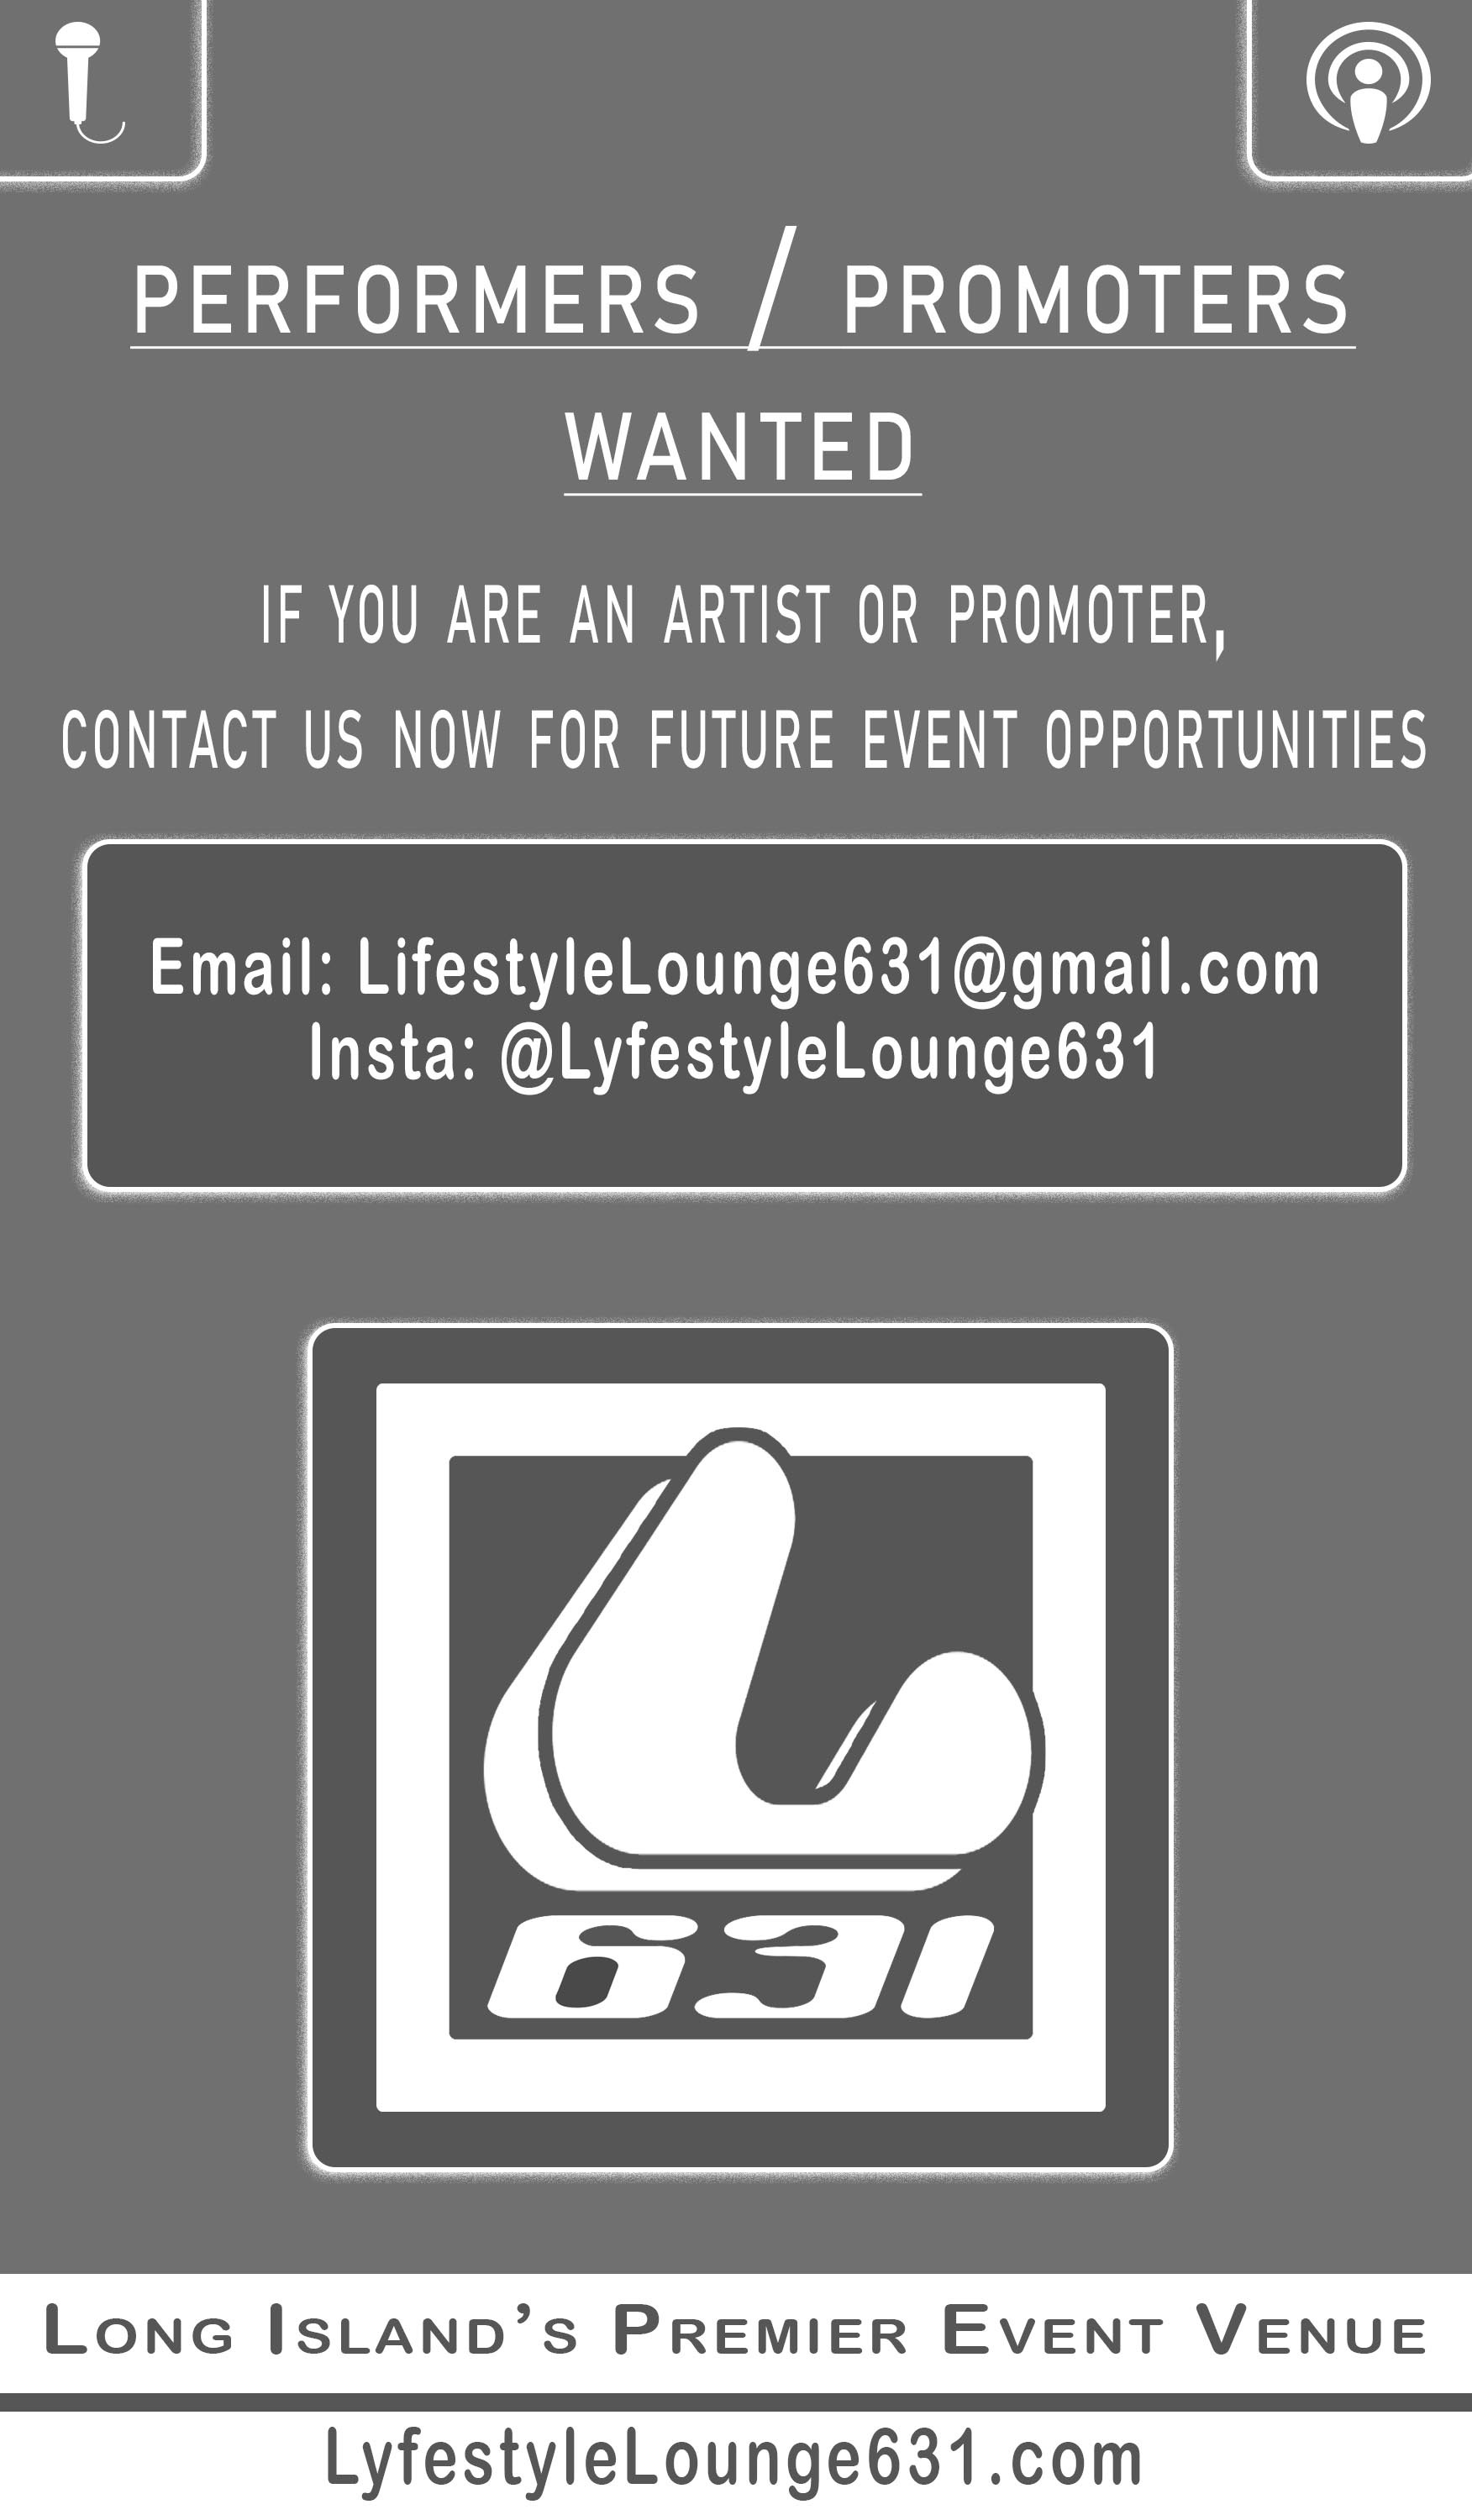 PERFORMERS / PROMOTERS
WANTED
IF YOU ARE AN ARTIST OR PROMOTER,
CONTACT US NOW FOR FUTURE EVENT OPPORTUNITIES
Email: LifestyleLounge631@gmail.com
Insta: @LyfestyleLounge631
L
631
LONG ISLAND'S PREMIER EVENT VENUE
LyfestyleLounge631.com